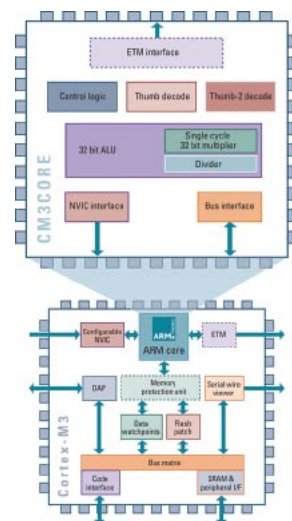 ETM interface
Control logic
Thumb decode
Thumb-2 decode
32 bit ALU
Single cycle
32 bit multiplier
Divider
NVIC interface
Bus interface
CM3CORE
Configurable
NVIC
ARM
ARM core
ETM
DAP
Memory
protection unit
Serial wire
viewer
Data
watchpoints
Flash
patch
Bus matrix
Code
interface
SRAM &
peripheral I/F
Cortex-M3